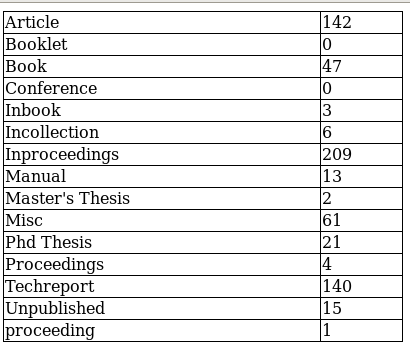 Article 142
Booklet 0
Book 47
Conference 0
Inbook 3
Incollection 6
Inproceedings 209
Manual 13
Master's Thesis 2
Misc 61
Phd Thesis 21
Proceedings 4
Techreport 140
Unpublished 15
proceeding 1